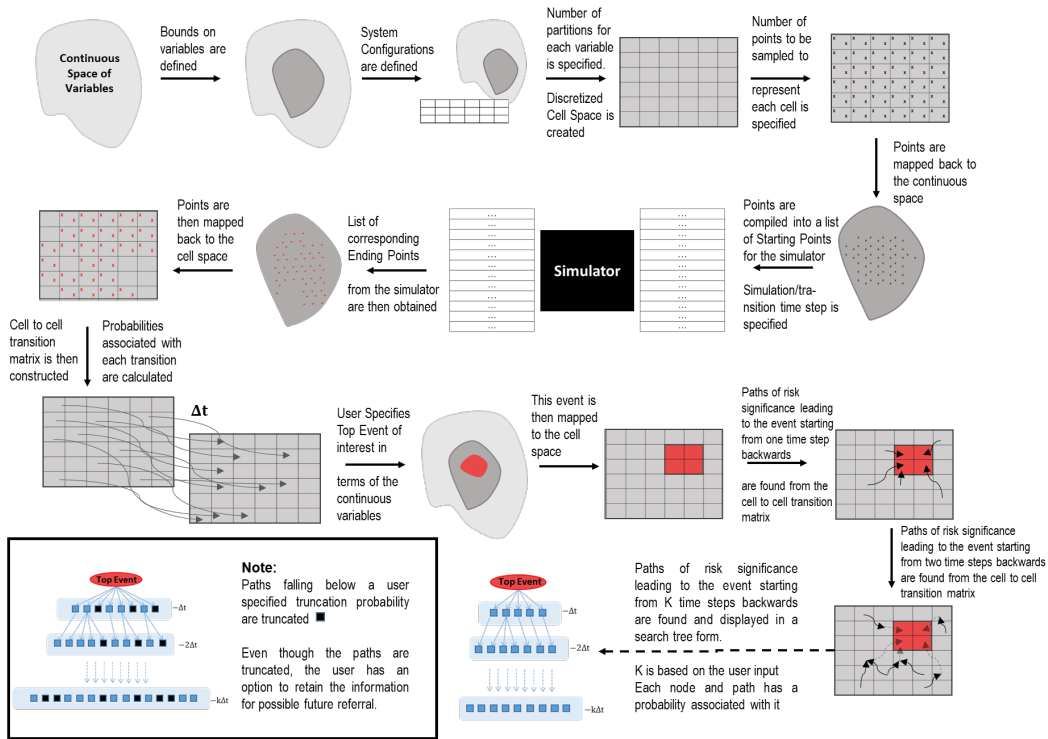 Continuous
Space of
Variables
Bounds on
variables are
defined
System
Configurations
are defined
Number of
partitions for
each variable
is specified.
Discretized
Cell Space is
created
Number of
points to be
sampled to
represent
each cell is
specified
Points are
mapped back to
the continuous
space
Points are
compiled into a list
of Starting Points
for the simulator
Simulation/tra-
nsition time step is
specified
Simulator
List of
corresponding
Ending Points
from the simulator
are then obtained
Points are
then mapped
back to the
cell space
Cell to cell
transition
matrix is then
constructed
Probabilities
associated with
each transition
are calculated
Δt
User Specifies
Top Event of
interest in
terms of the
continuous
variables
This event is
then mapped
to the cell
space
Paths of risk
significance leading
to the event starting
from one time step
backwards
are found from the
cell to cell transition
matrix
Paths of risk significance
leading to the event starting
from two time steps backwards
are found from the cell to cell
transition matrix
Paths of risk significance
leading to the event starting
from K time steps backwards
are found and displayed in a
search tree form.
K is based on the user input
Each node and path has a
probability associated with it
Top Event
−Δt
−2Δt
−kΔt
Top Event
−Δt
−2Δt
−kΔt
Note:
Paths falling below a user
specified truncation probability
are truncated
Even though the paths are
truncated, the user has an
option to retain the information
for possible future referral.